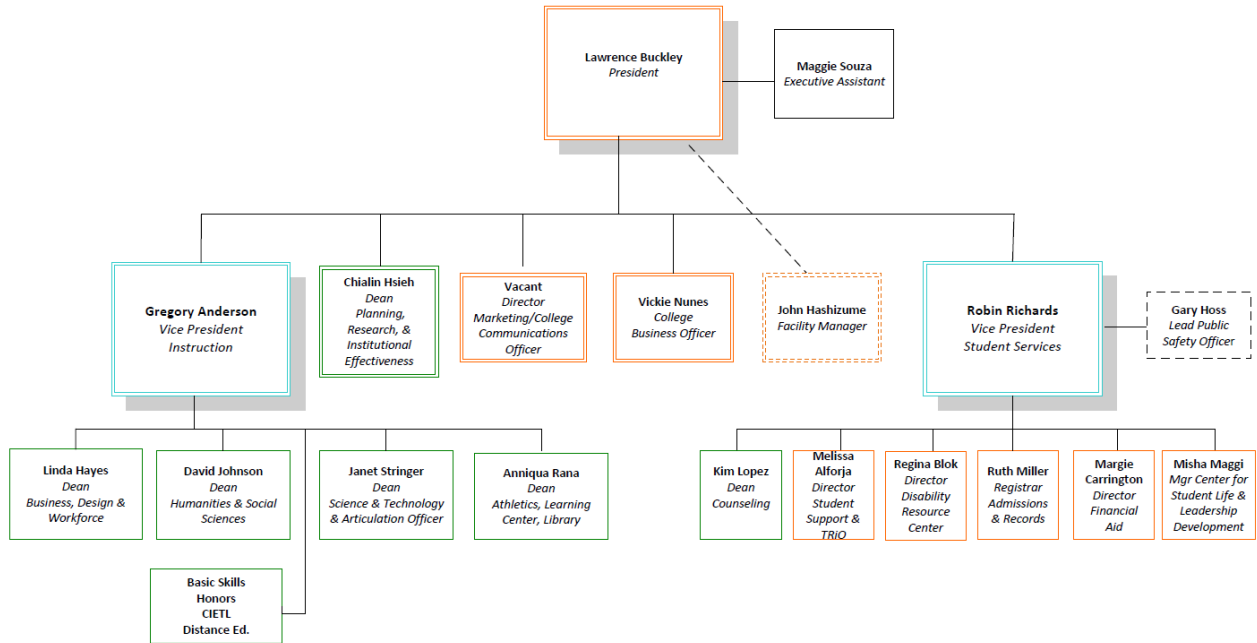 Lawrence Buckley
President
Maggie Souza
Executive Assistant
Gregory Anderson
Vice President
Instruction
Chialin Hsieh
Dean
Planning,
Research, &
Institutional
Effectiveness
Vacant
Director
Marketing/College
Communications
Officer
Vickie Nunes
College
Business Officer
John Hashizume
Facility Manager
Robin Richards
Vice President
Student Services
Gary Hoss
Lead Public
Safety Officer
Linda Hayes
Dean
Business, Design &
Workforce
David Johnson
Dean
Humanities & Social
Sciences
Janet Stringer
Dean
Science & Technology
& Articulation Officer
Anniqua Rana
Dean
Athletics, Learning
Center, Library
Kim Lopez
Dean
Counseling
Melissa
Alforja
Director
Student
Support &
TRiO
Regina Blok
Director
Disability
Resource
Center
Ruth Miller
Registrar
Admissions
& Records
Margie
Carrington
Director
Financial
Aid
Misha Maggi
Mgr Center for
Student Life &
Leadership
Development
Basic Skills
Honors
CIETL
Distance Ed.